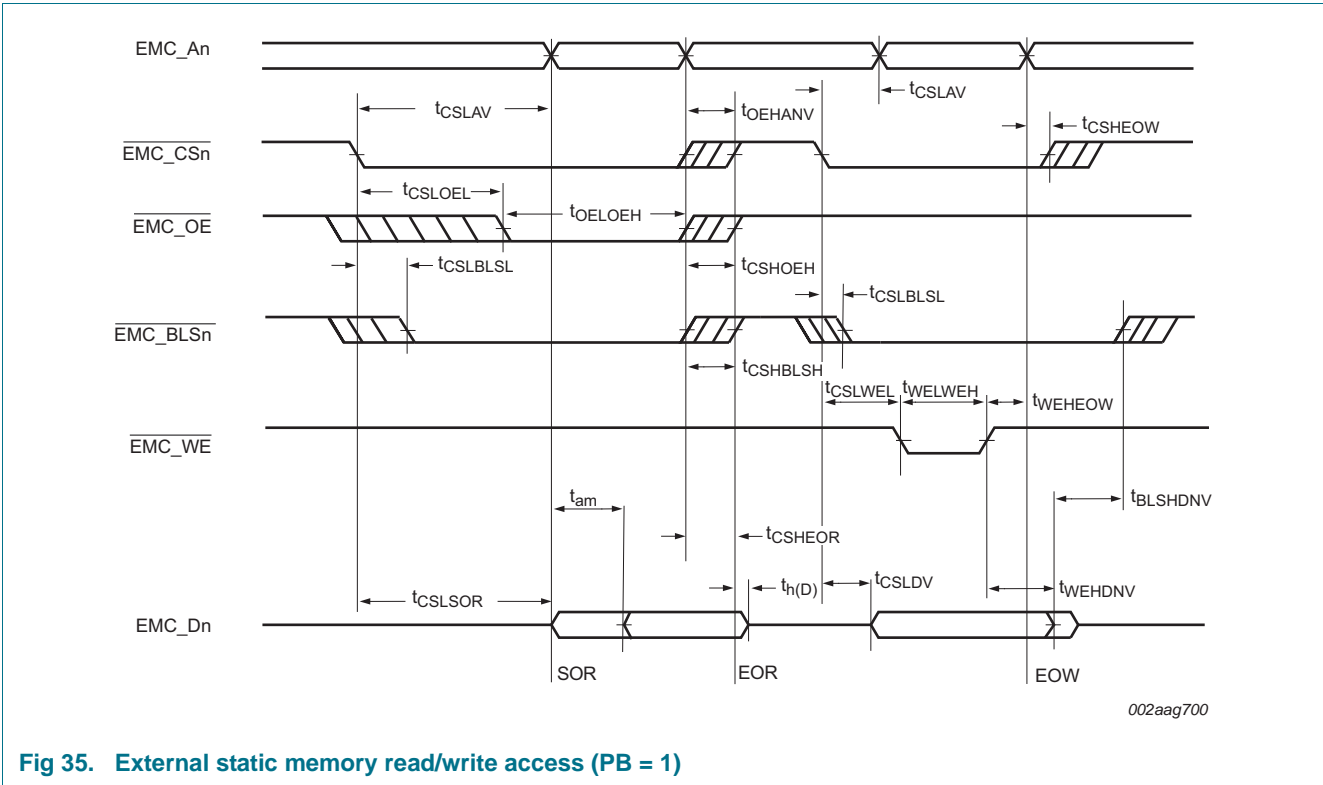 EMC_An
tCSLAV
tOEHANV
tCSLAV
tCSHEOW
EMC_CSn
tCSLOEL
tOELOEH
EMC_OE
tCSLBLSL
tCSHOEH
tCSLBLSL
EMC_BLSn
tCSHBLSH
tCSLWEL
tWELWEH
tWEHEOW
EMC_WE
tam
tBLSHDNV
tCSHEOR
th(D)
tCSLDV
tWEHDNV
tCSLSOR
EMC_Dn
SOR
EOR
EOW
002aag700
Fig 35. External static memory read/write access (PB = 1)